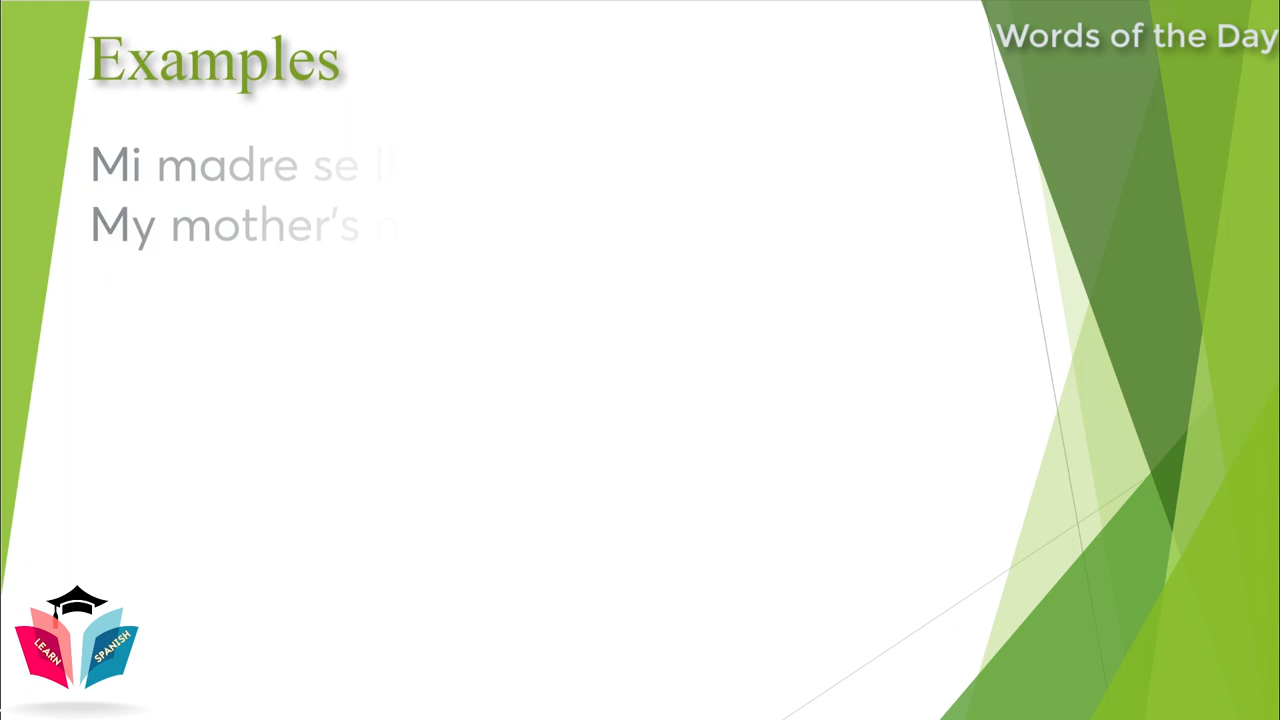 Words of the Day
Examples
Mi madre se
My mother's
LEARN
SPANISH